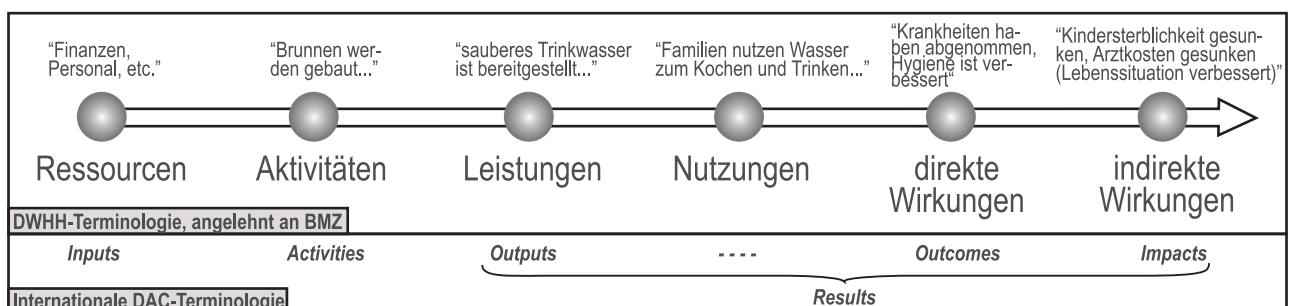 “Finanzen,
Personal, etc.”
“Brunnen wer-
den gebaut...”
“sauberes Trinkwasser
ist bereitgestellt...”
“Familien nutzen Wasser
zum Kochen und Trinken...”
“Krankheiten ha-
ben abgenommen,
Hygiene ist ver-
bessert“
“Kindersterblichkeit gesun-
ken, Arztkosten gesunken
(Lebenssituation verbessert)”
Ressourcen
Aktivitäten
Leistungen
Nutzungen
direkte
Wirkungen
indirekte
Wirkungen
DWHH-Terminologie, angelehnt an BMZ
Inputs
Activities
Outputs
- - - -
Outcomes
Impacts
Results
Internationale DAC-Terminologie